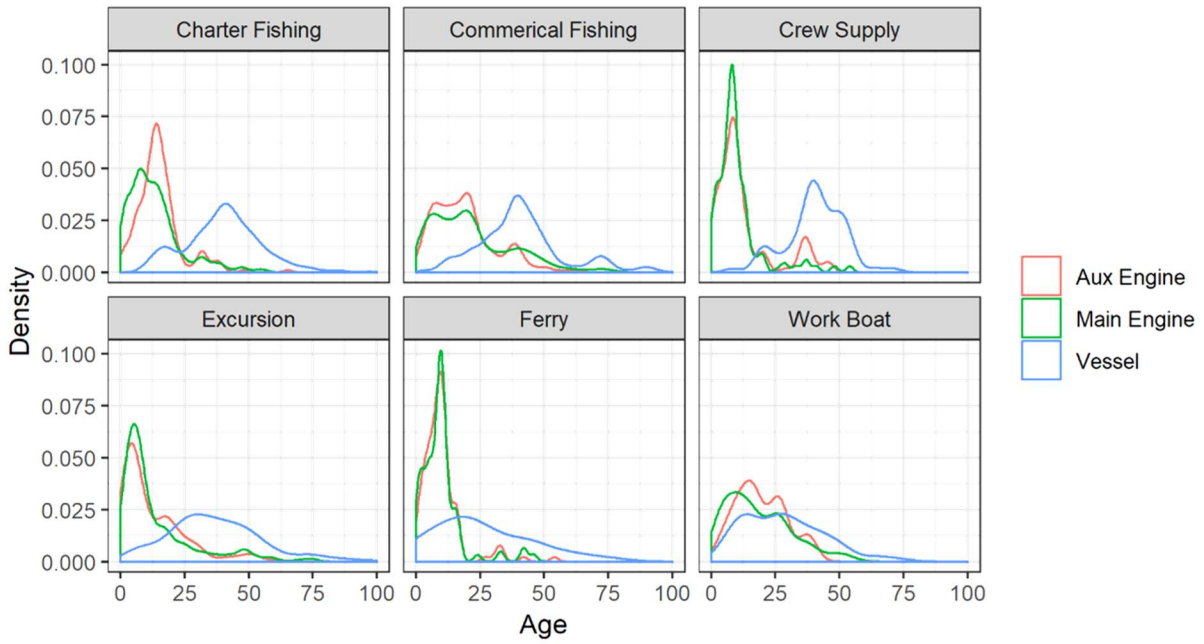 Charter Fishing
Commerical Fishing
Crew Supply
0.100
0.075
0.050
0.025
0.000
Excursion
Ferry
Work Boat
0.100
0.075
0.050
0.025
0.000
0 25 50 75 100
0 25 50 75 100
0 25 50 75 100
Density
Age
Aux Engine
Main Engine
Vessel